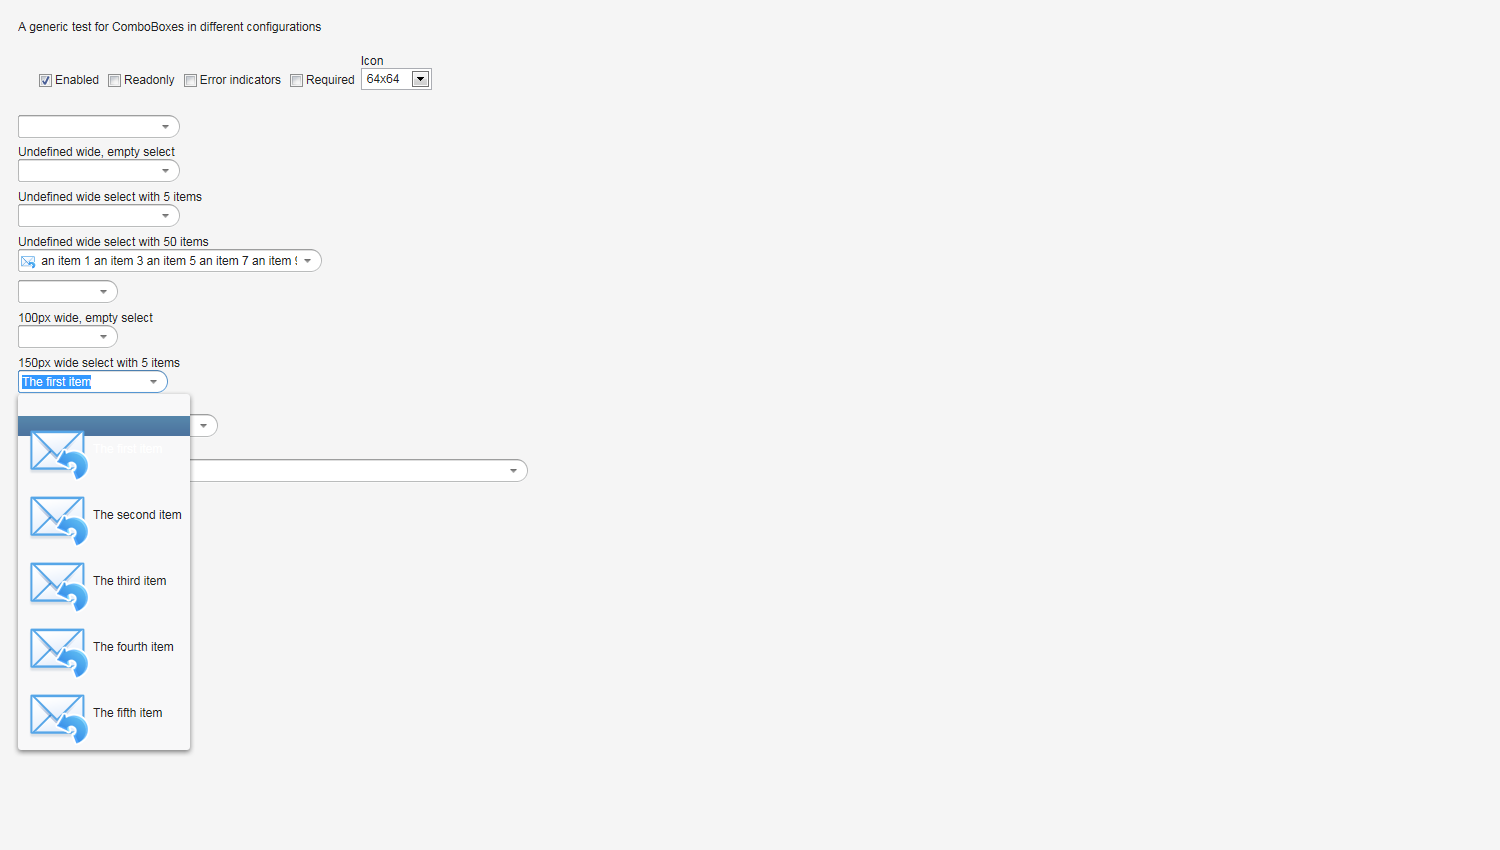 A generic test for ComboBoxes in different configurations
Icon
Enabled Readonly Error indicators Required 64x64
Undefined wide, empty select
Undefined wide select with 5 items
Undefined wide select with 50 items
an item 1 an item 3 an item 5 an item 7 an item
100px wide, empty select
150px wide select with 5 items
The first item
The first item
The second item
The third item
The fourth item
The fifth item